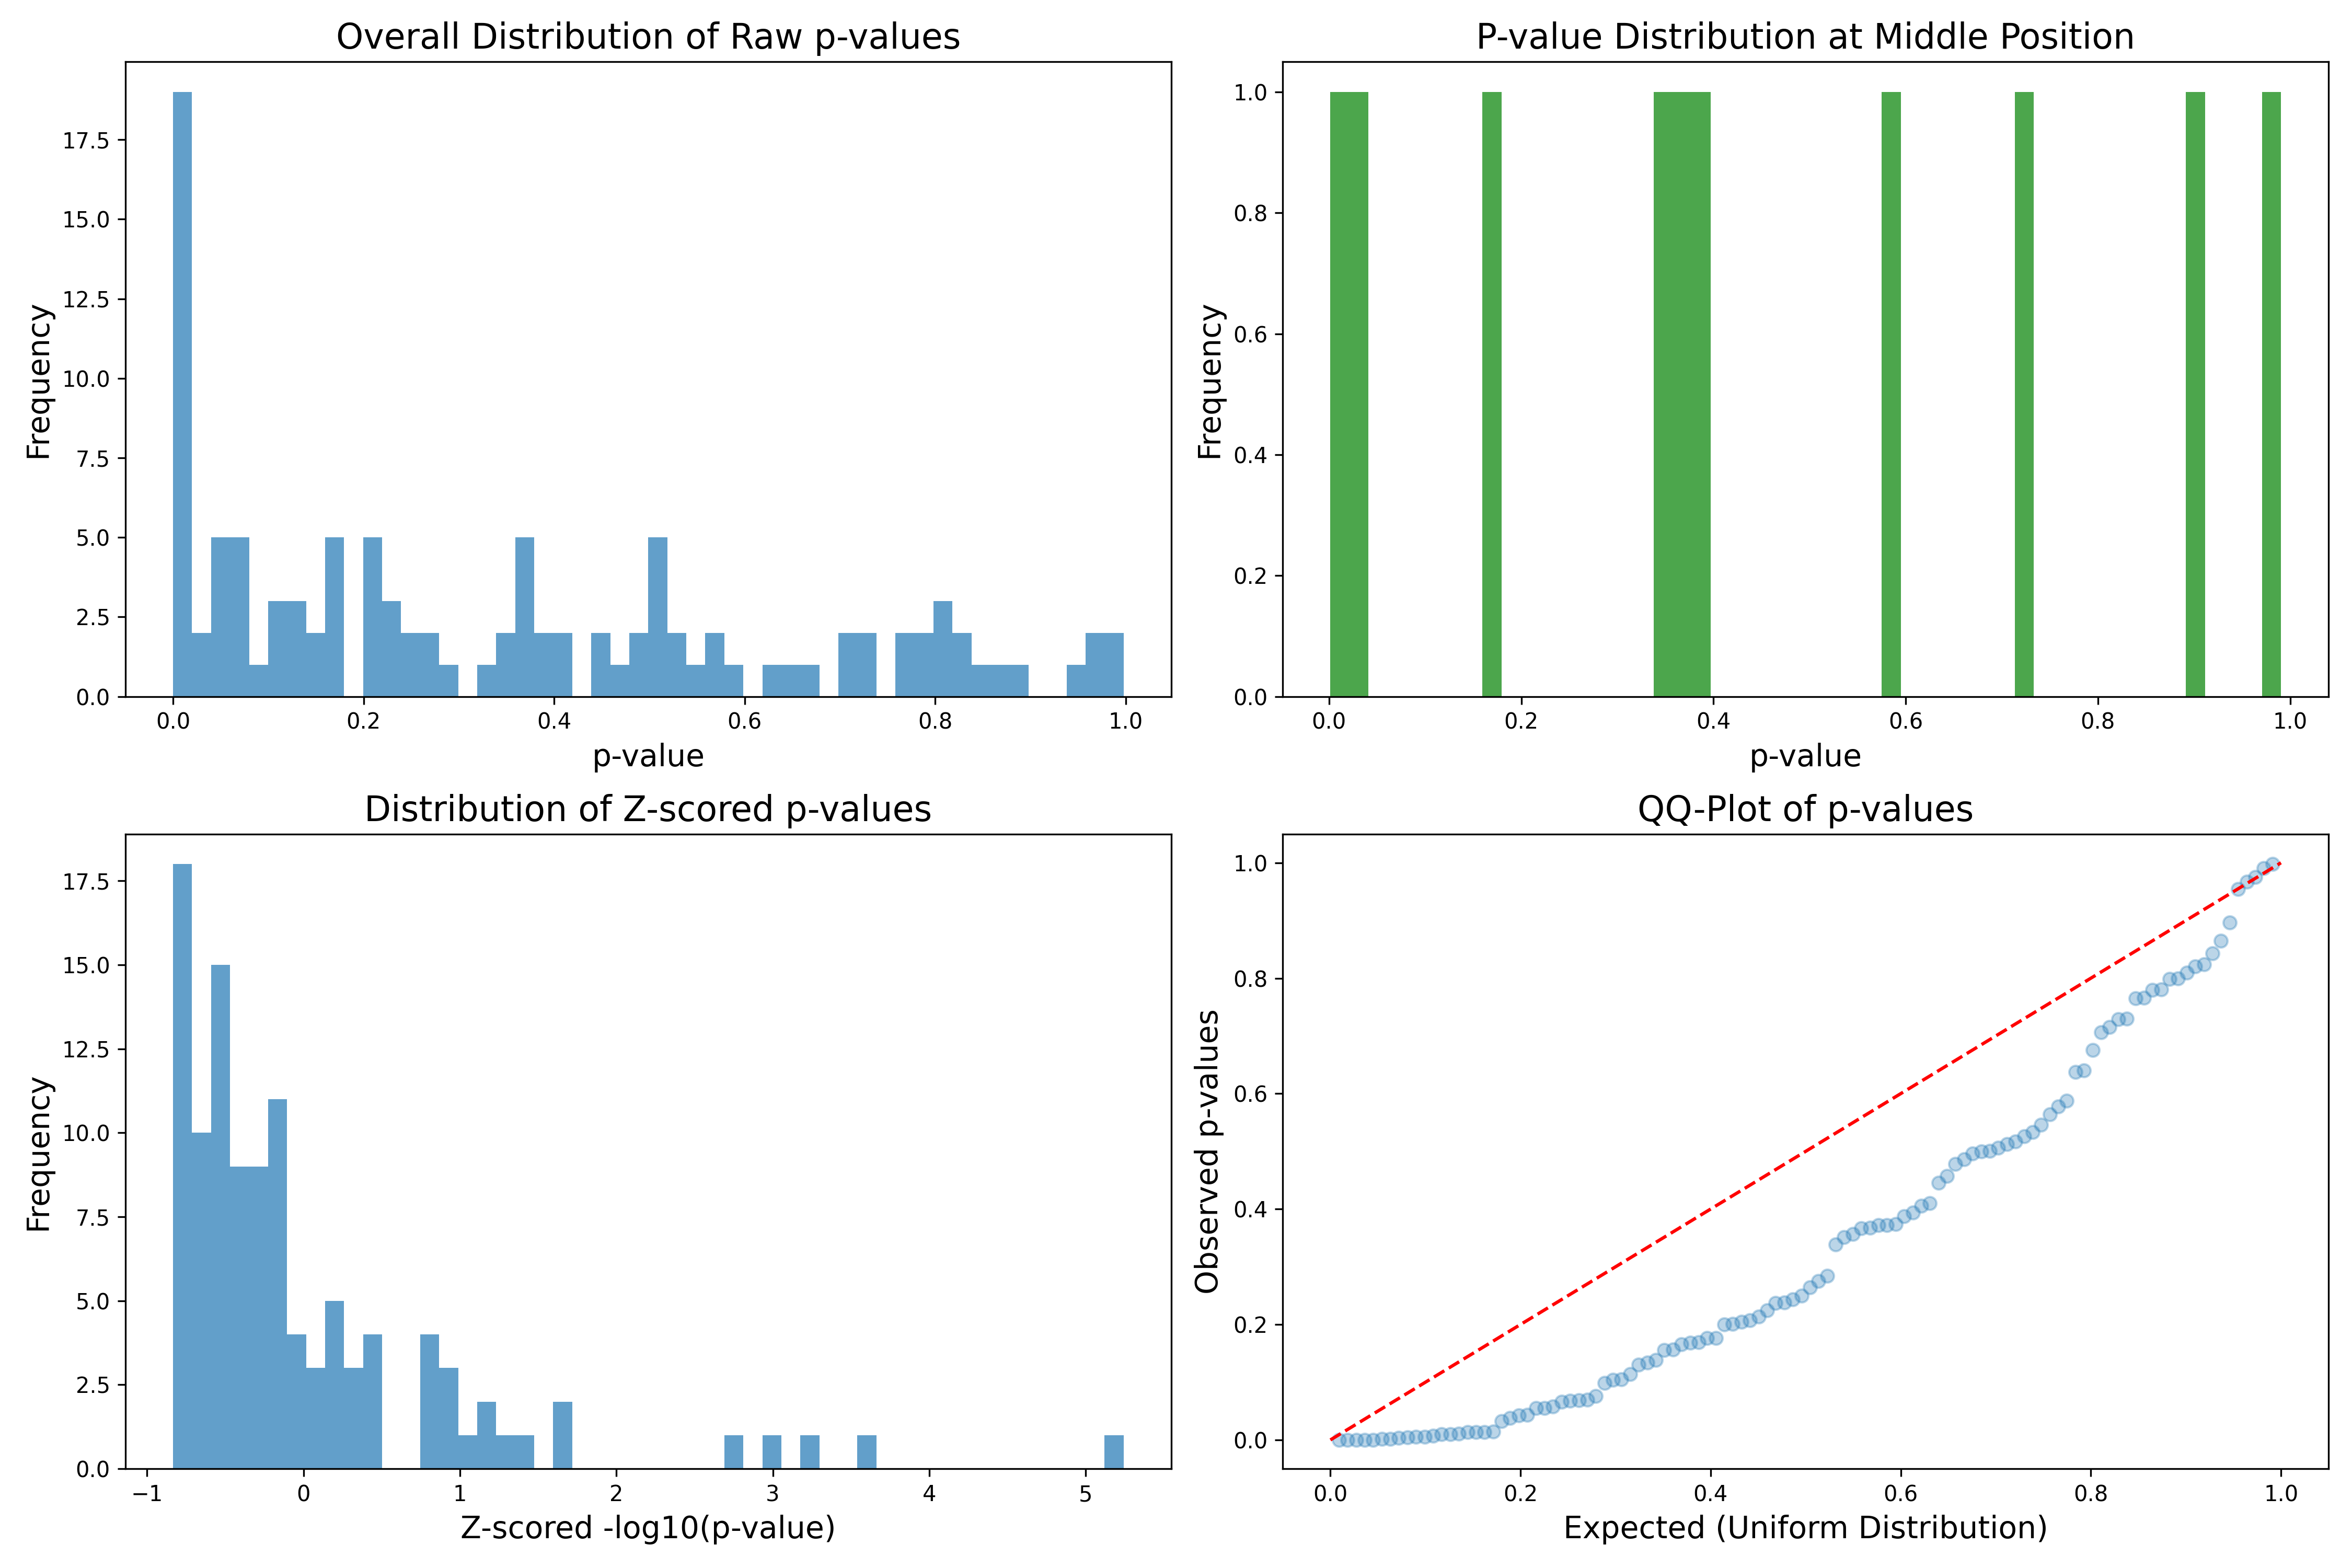 Overall Distribution of Raw p-values
Frequency
17.5
15.0
12.5
10.0
7.5
5.0
2.5
0.0
0.0 0.2 0.4 0.6 0.8 1.0
p-value
P-value Distribution at Middle Position
Frequency
1.0
0.8
0.6
0.4
0.2
0.0
0.0 0.2 0.4 0.6 0.8 1.0
p-value
Distribution of Z-scored p-values
Frequency
17.5
15.0
12.5
10.0
7.5
5.0
2.5
0.0
−1 0 1 2 3 4 5
Z-scored -log10(p-value)
QQ-Plot of p-values
Observed p-values
1.0
0.8
0.6
0.4
0.2
0.0
0.0 0.2 0.4 0.6 0.8 1.0
Expected (Uniform Distribution)